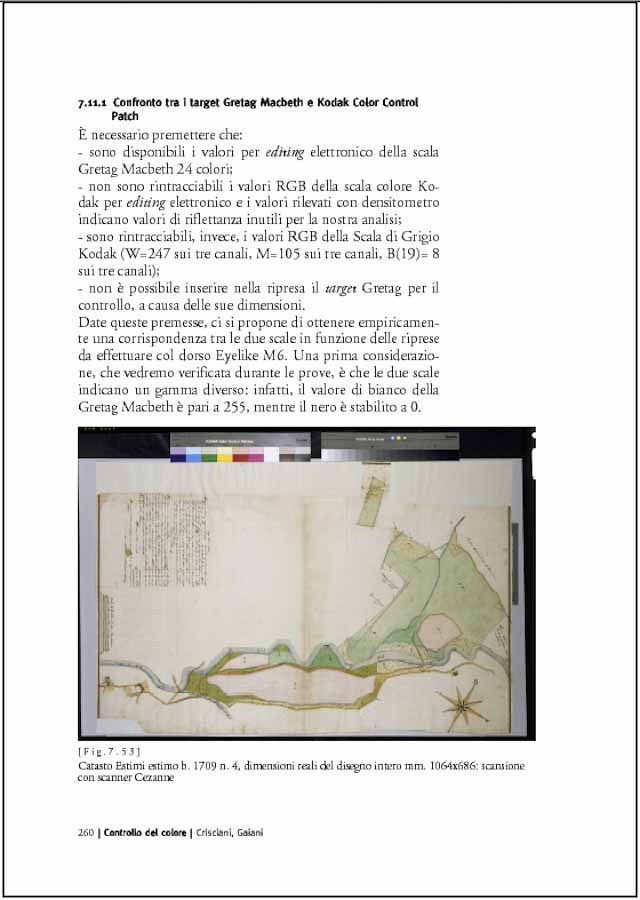 7.11.1 Confronto tra i target Gretag Macbeth e Kodak Color Control
Patch
È necessario premettere che:
- sono disponibili i valori per editing elettronico della scala
Gretag Macbeth 24 colori;
- non sono rintracciabili i valori RGB della scala colore Ko-
dak per editing elettronico e i valori rilevati con densitometro
indicano valori di riflettanza inutili per la nostra analisi;
- sono rintracciabili, invece, i valori RGB della Scala di Grigio
Kodak (W=247 sui tre canali, M=105 sui tre canali, B(19)= 8
sui tre canali);
- non è possibile inserire nella ripresa il target Gretag per il
controllo, a causa delle sue dimensioni.
Date queste premesse, ci si propone di ottenere empiricamen-
te una corrispondenza tra le due scale in funzione delle riprese
da effettuare col dorso Eyelike M6. Una prima considerazio-
ne, che vedremo verificata durante le prove, è che le due scale
indicano un gamma diverso: infatti, il valore di bianco della
Gretag Macbeth è pari a 255, mentre il nero è stabilito a 0.
[Fig.7.53]
Catasto Estimi estimo b. 1709 n. 4, dimensioni reali del disegno intero mm. 1064x686: scansione
con scanner Cezanne
260 | Controllo del colore | Crisciani, Gaiani